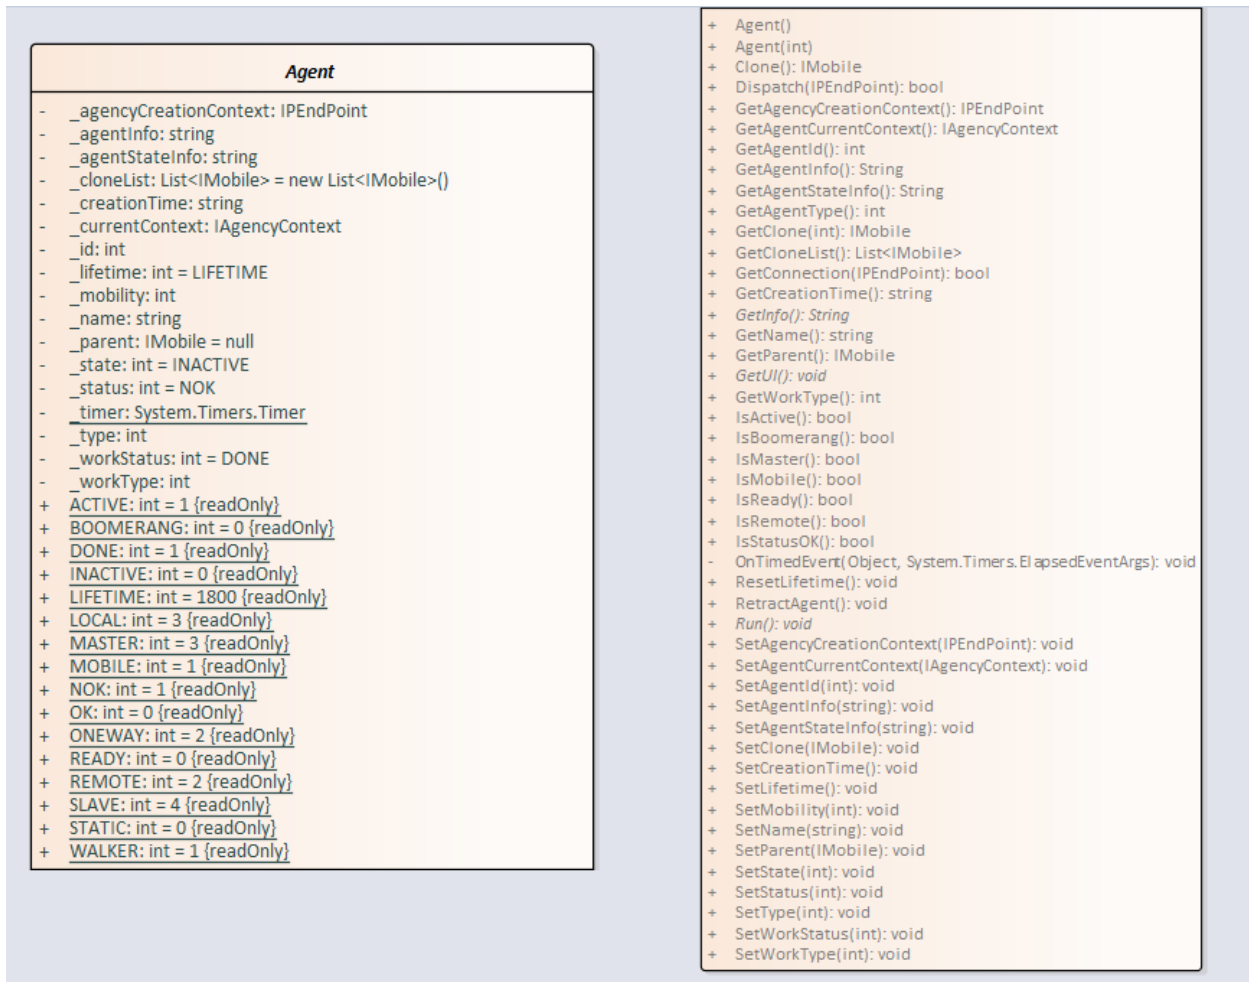 Agent
- _agencyCreationContext: IPEndPoint
- _agentInfo: string
- _agentStateInfo: string
- _cloneList: List<IMobile> = new List<IMobile>()
- _creationTime: string
- _currentContext: IAgencyContext
- _id: int
- _lifetime: int = LIFETIME
- _mobility: int
- _name: string
- _parent: IMobile = null
- _state: int = INACTIVE
- _status: int = NOK
- _timer: System.Timers.Timer
- _type: int
- _workStatus: int = DONE
- _workType: int
+ ACTIVE: int = 1 {readOnly}
+ BOOMERANG: int = 0 {readOnly}
+ DONE: int = 1 {readOnly}
+ INACTIVE: int = 0 {readOnly}
+ LIFETIME: int = 1800 {readOnly}
+ LOCAL: int = 3 {readOnly}
+ MASTER: int = 3 {readOnly}
+ MOBILE: int = 1 {readOnly}
+ NOK: int = 1 {readOnly}
+ OK: int = 0 {readOnly}
+ ONEWAY: int = 2 {readOnly}
+ READY: int = 0 {readOnly}
+ REMOTE: int = 2 {readOnly}
+ SLAVE: int = 4 {readOnly}
+ STATIC: int = 0 {readOnly}
+ WALKER: int = 1 {readOnly}
+ Agent()
+ Agent(int)
+ Clone(): IMobile
+ Dispatch(IPEndPoint): bool
+ GetAgencyCreationContext(): IPEndPoint
+ GetAgentCurrentContext(): IAgencyContext
+ GetAgentId(): int
+ GetAgentInfo(): String
+ GetAgentStateInfo(): String
+ GetAgentType(): int
+ GetClone(int): IMobile
+ GetCloneList(): List<IMobile>
+ GetConnection(IPEndPoint): bool
+ GetCreationTime(): string
+ GetInfo(): String
+ GetName(): string
+ GetParent(): IMobile
+ GetUI(): void
+ GetWorkType(): int
+ IsActive(): bool
+ IsBoomerang(): bool
+ IsMaster(): bool
+ IsMobile(): bool
+ IsReady(): bool
+ IsRemote(): bool
+ IsStatusOK(): bool
- OnTimedEvent(Object, System.Timers.ElapsedEventArgs): void
+ ResetLifetime(): void
+ RetractAgent(): void
+ Run(): void
+ SetAgencyCreationContext(IPEndPoint): void
+ SetAgentCurrentContext(IAgencyContext): void
+ SetAgentId(int): void
+ SetAgentInfo(string): void
+ SetAgentStateInfo(string): void
+ SetClone(IMobile): void
+ SetCreationTime(): void
+ SetLifetime(): void
+ SetMobility(int): void
+ SetName(string): void
+ SetParent(IMobile): void
+ SetState(int): void
+ SetStatus(int): void
+ SetType(int): void
+ SetWorkStatus(int): void
+ SetWorkType(int): void